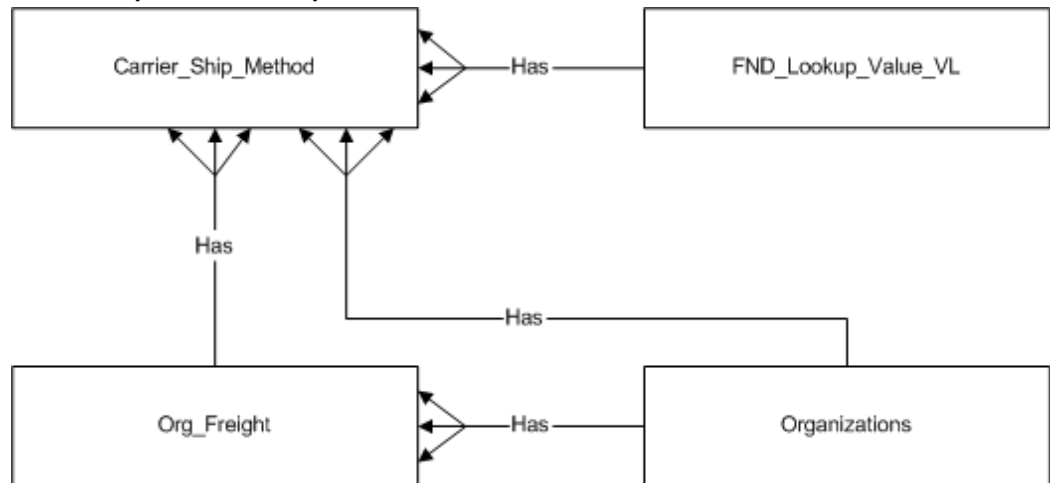 Carrier_Ship_Method
Has
FND_Lookup_Value_VL
Has
Has
Org_Freight
Has
Organizations